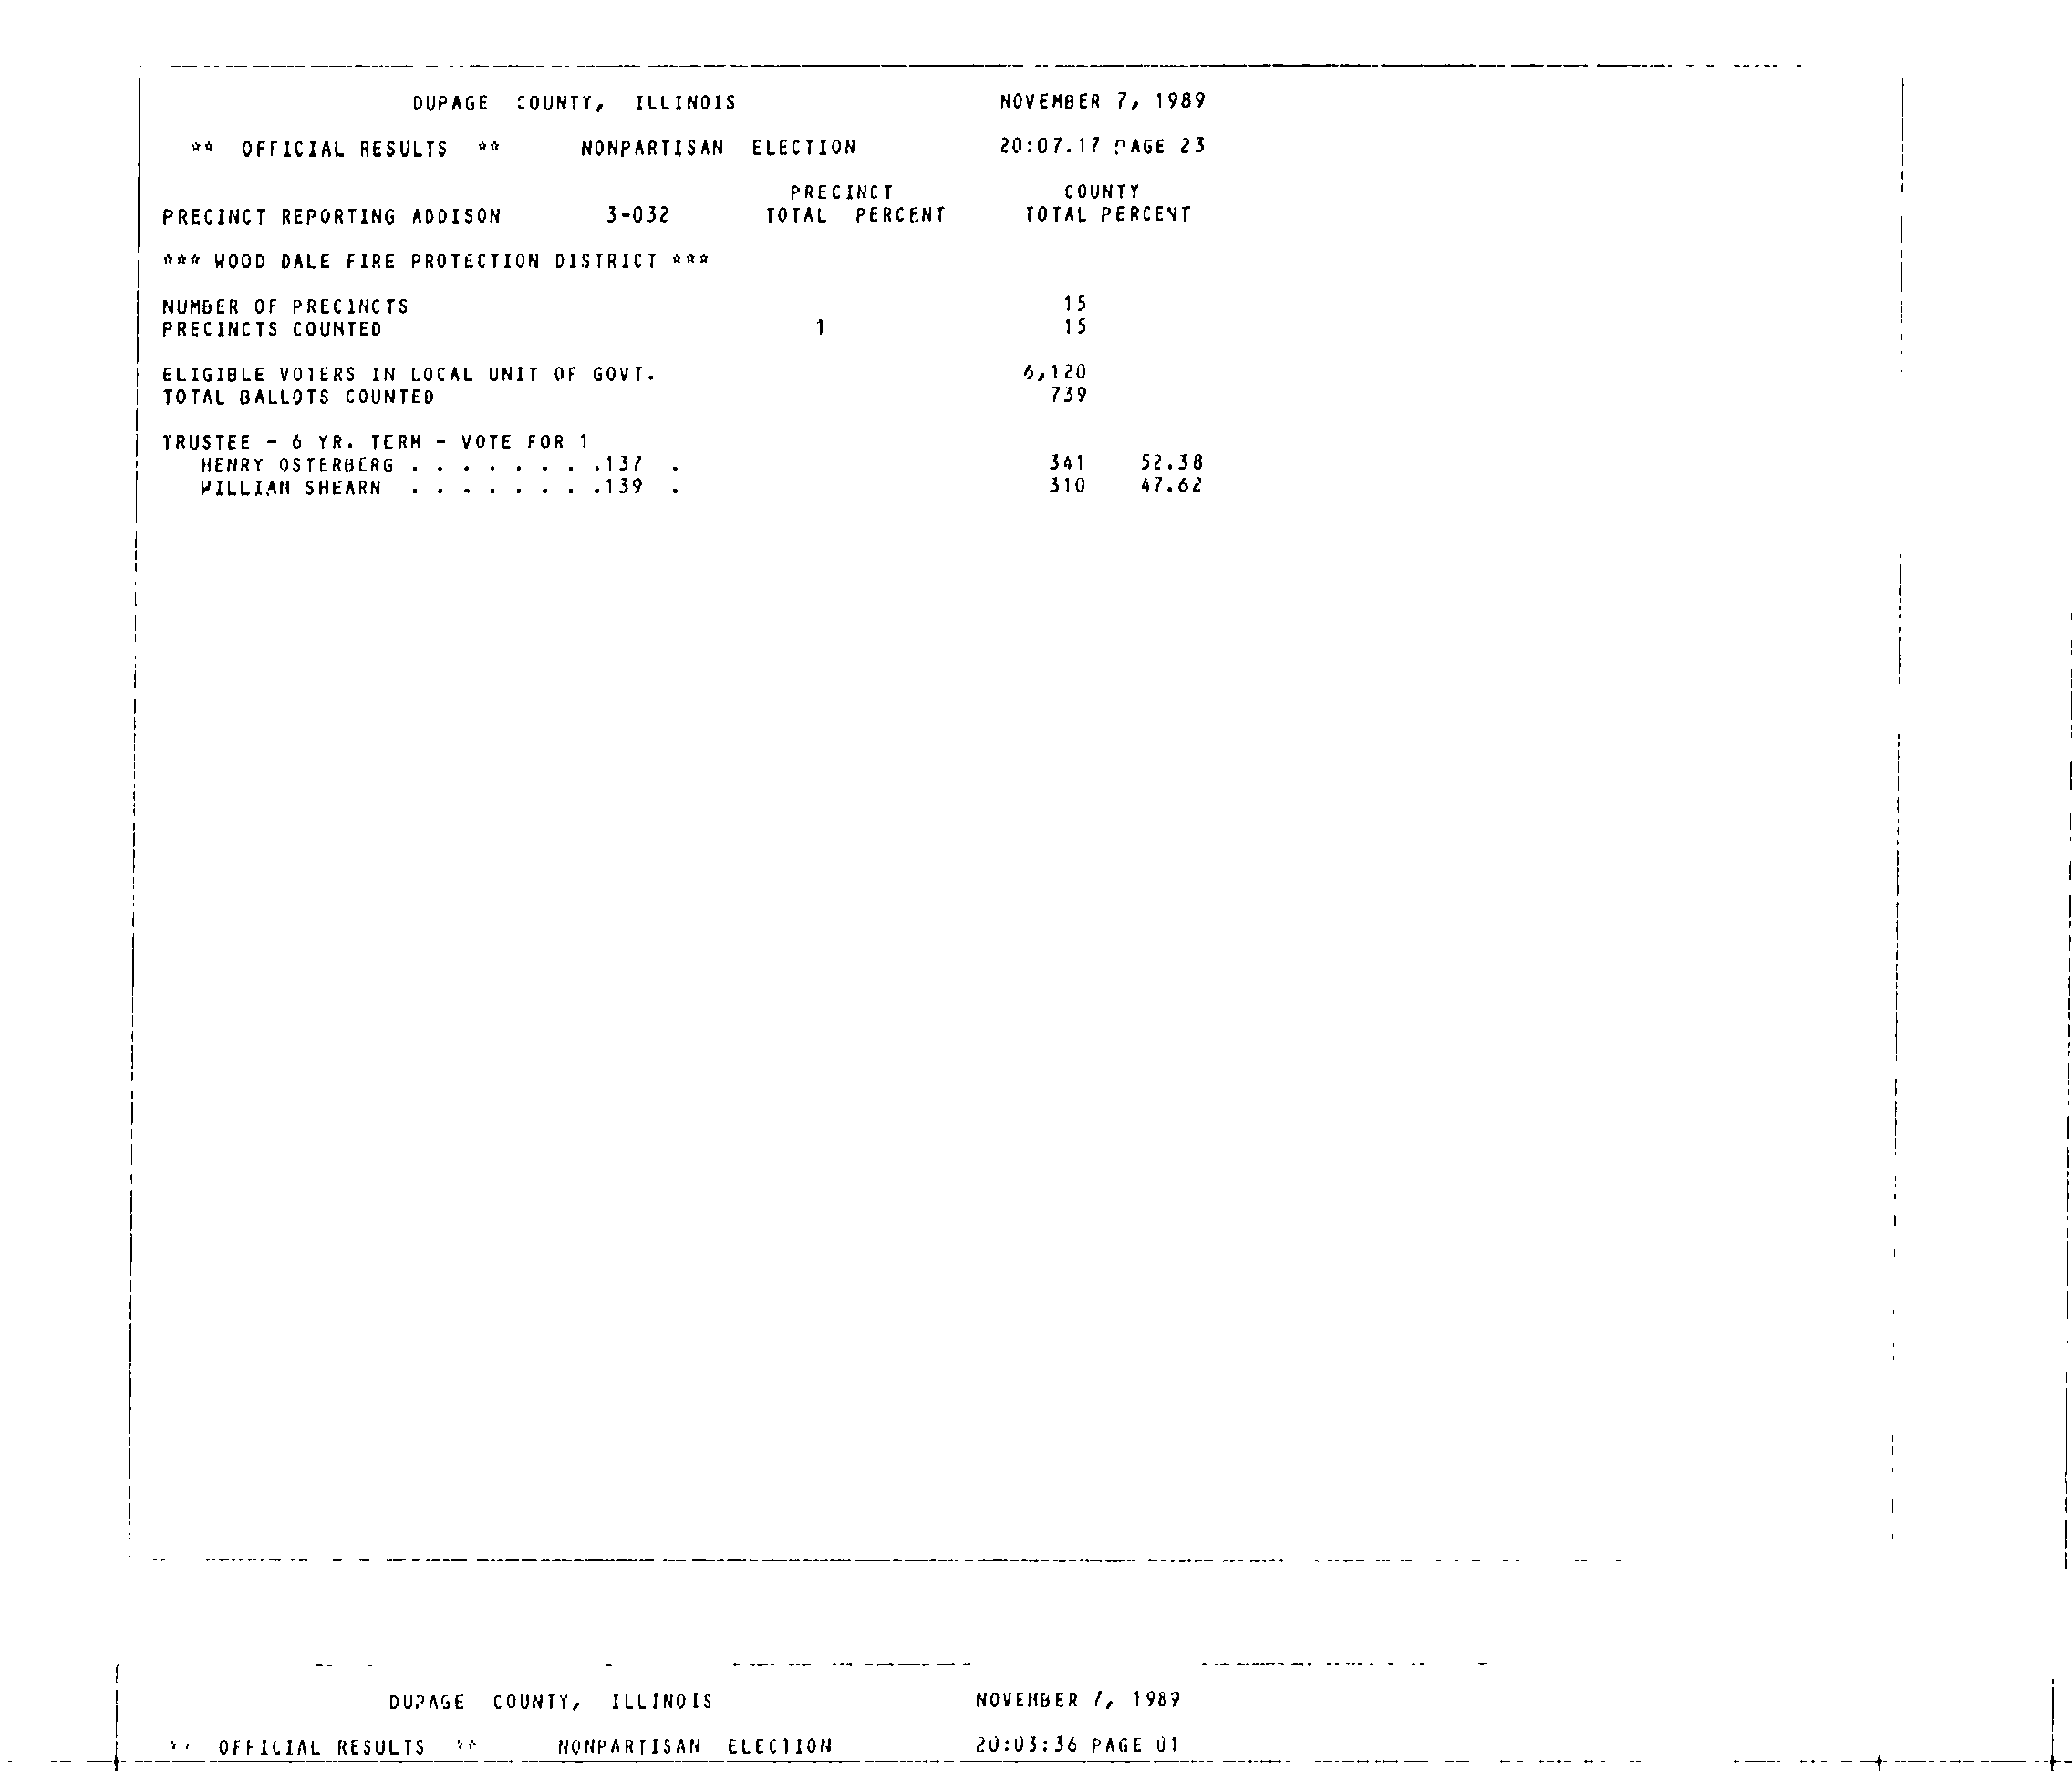 DUPAGE COUNTY, ILLINOIS NOVEMBER 7, 1989
** OFFICIAL RESULTS ** NONPARTISAN ELECTION 20:07.17 PAGE 23
PRECINCT COUNTY
PRECINCT REPORTING ADDISON 3-032 TOTAL PERCENT TOTAL PERCENT
*** WOOD DALE FIRE PROTECTION DISTRICT ***
NUMBER OF PRECINCTS 15
PRECINCTS COUNTED 1 15
ELIGIBLE VOTERS IN LOCAL UNIT OF GOVT. 6,120
TOTAL BALLOTS COUNTED 739
TRUSTEE - 6 YR. TERM - VOTE FOR 1
HENRY OSTERBERG . . . . . . . .137 . 341 52.38
WILLIAM SHEARN . . . . . . . .139 . 310 47.62
DUPAGE COUNTY, ILLINOIS NOVEMBER 7, 1989
** OFFICIAL RESULTS ** NONPARTISAN ELECTION 20:03:36 PAGE 01